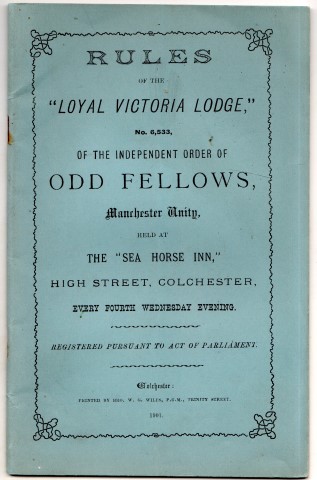 RULES
OF THE
"LOYAL VICTORIA LODGE,"
No. 6,533,
OF THE INDEPENDENT ORDER OF
ODD FELLOWS,
Manchester Unity,
HELD AT
THE "SEA HORSE INN,"
HIGH STREET, COLCHESTER,
EVERY FOURTH WEDNESDAY EVENING.
REGISTERED PURSUANT TO ACT OF PARLIAMENT.
Colchester:
PRINTED BY BRO. W. G. WILES, P.G.M., TRINITY STREET.